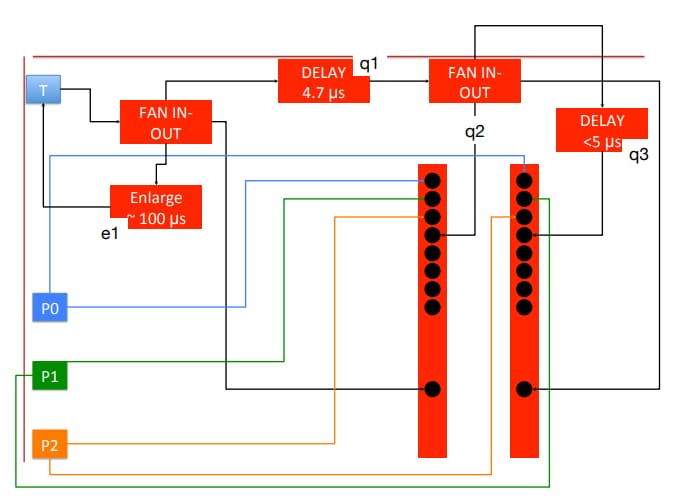 q1
DELAY
4.7 µs
FAN IN-
OUT
T
FAN IN-
OUT
q2
DELAY
<5 µs
q3
Enlarge
~ 100 µs
e1
P0
P1
P2